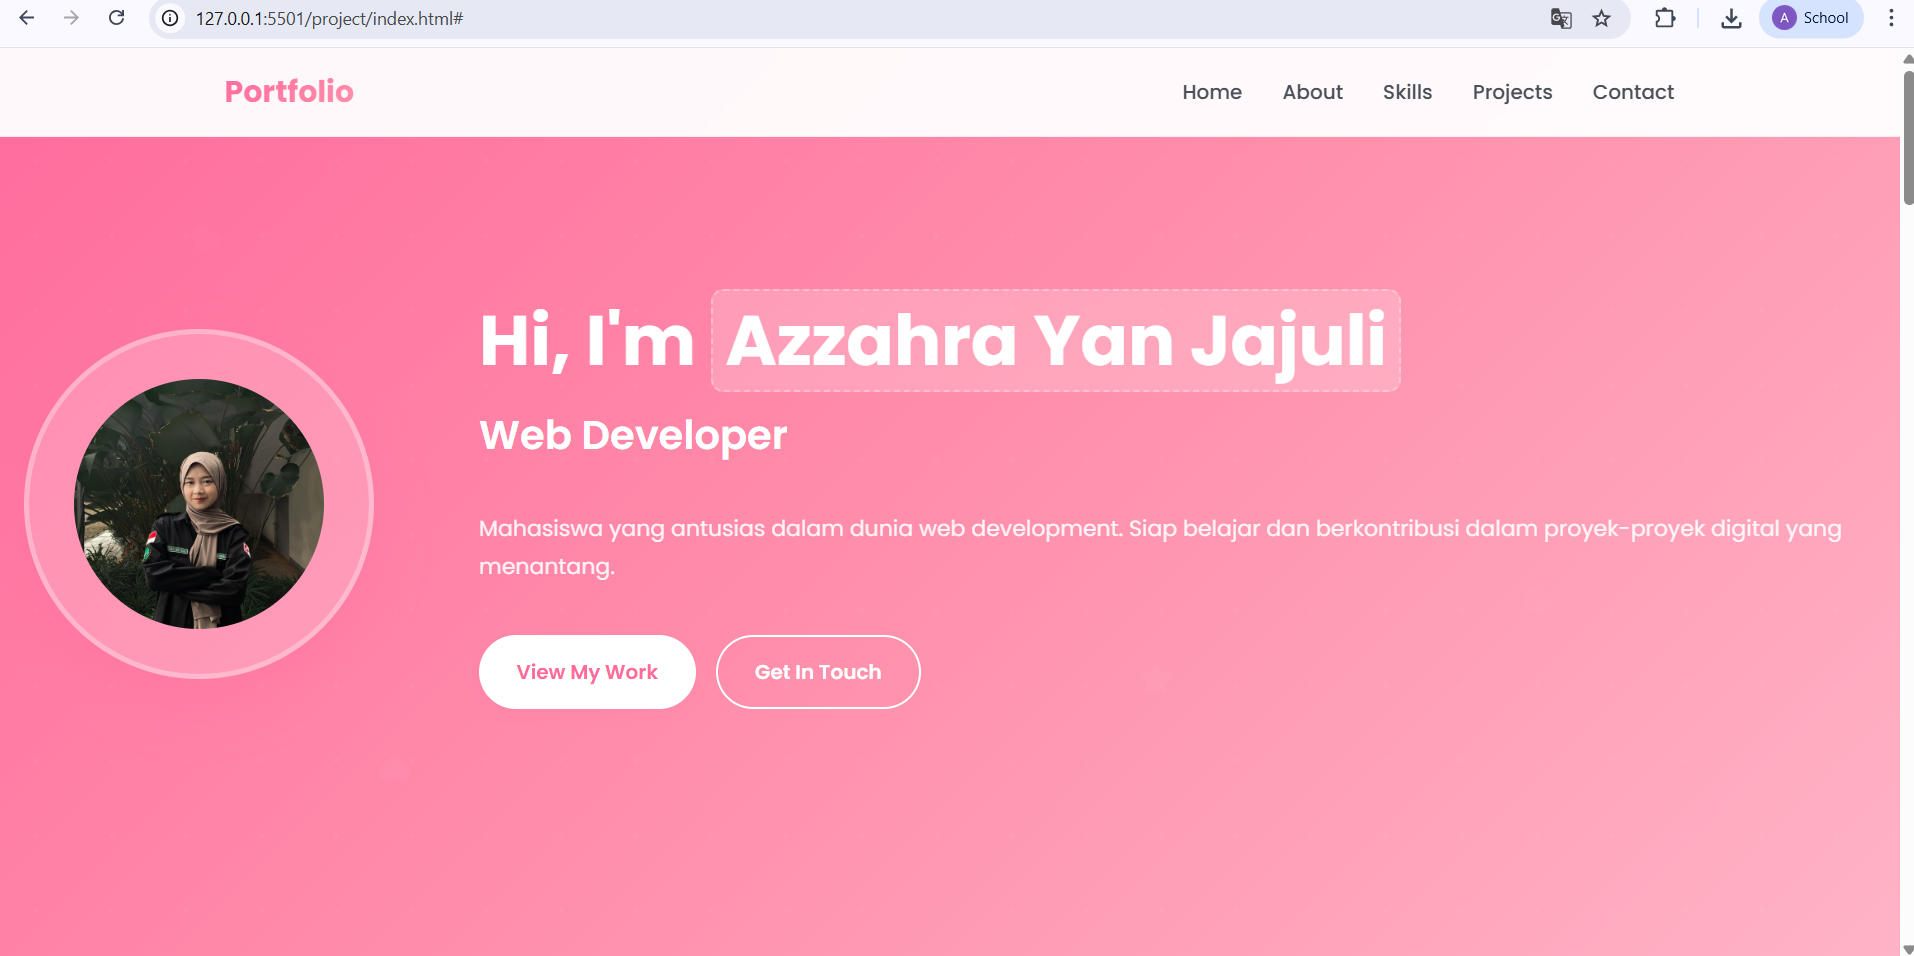 127.0.0.1:5501/project/index.html#
A School
Portfolio
Home About Skills Projects Contact
Hi, I'm Azzahra Yan Jajuli
Web Developer
Mahasiswa yang antusias dalam dunia web development. Siap belajar dan berkontribusi dalam proyek-proyek digital yang
menantang.
View My Work Get In Touch